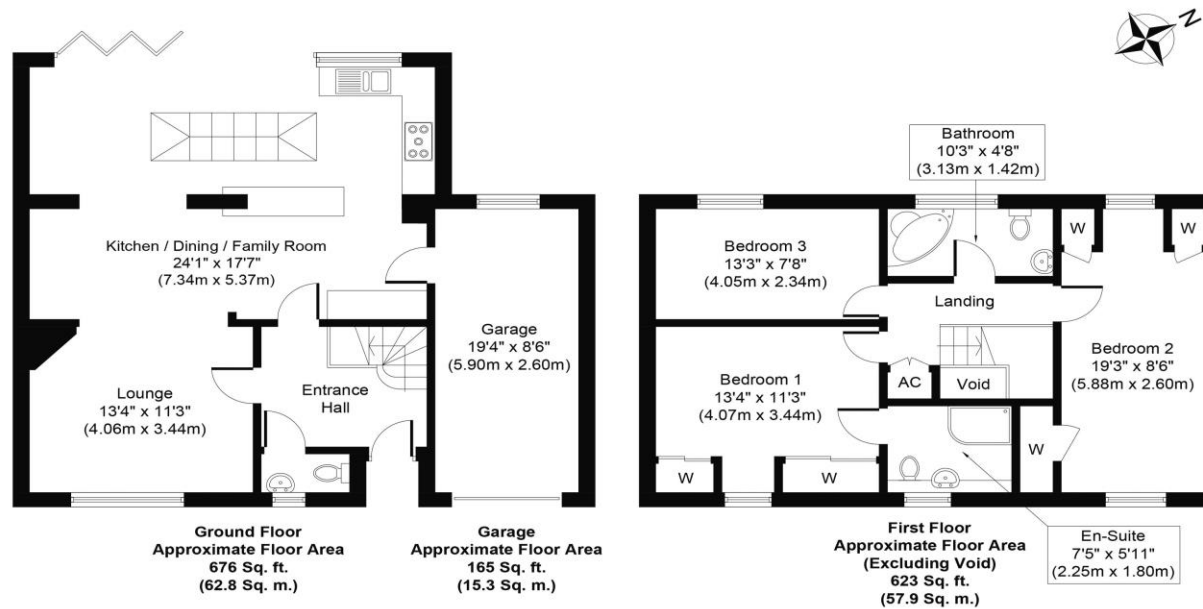 N
Kitchen / Dining / Family Room
24'1" x 17'7"
(7.34m x 5.37m)
Lounge
13'4" x 11'3"
(4.06m x 3.44m)
Entrance
Hall
Garage
19'4" x 8'6"
(5.90m x 2.60m)
Ground Floor
Approximate Floor Area
676 Sq. ft.
(62.8 Sq. m.)
Garage
Approximate Floor Area
165 Sq. ft.
(15.3 Sq. m.)
Bathroom
10'3" x 4'8"
(3.13m x 1.42m)
Bedroom 3
13'3" x 7'8"
(4.05m x 2.34m)
W
W
Landing
Bedroom 1
13'4" x 11'3"
(4.07m x 3.44m)
AC
Void
Bedroom 2
19'3" x 8'6"
(5.88m x 2.60m)
W
W
W
First Floor
Approximate Floor Area
(Excluding Void)
623 Sq. ft.
(57.9 Sq. m.)
En-Suite
7'5" x 5'11"
(2.25m x 1.80m)